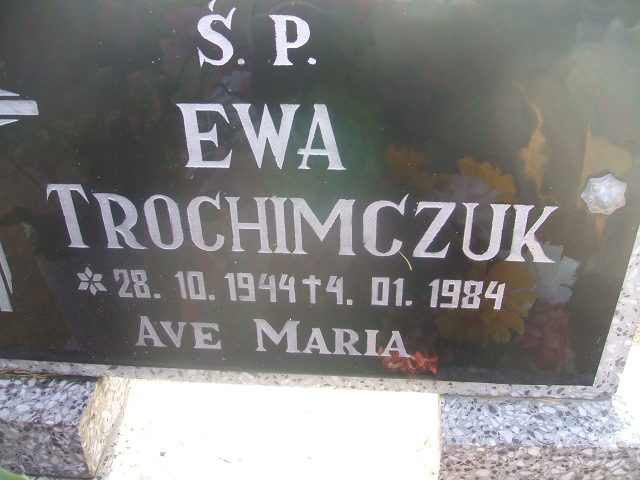 Ś. P.
EWA
TROCHIMCZUK
* 28. 10. 1944 † 4. 01. 1984
AVE MARIA